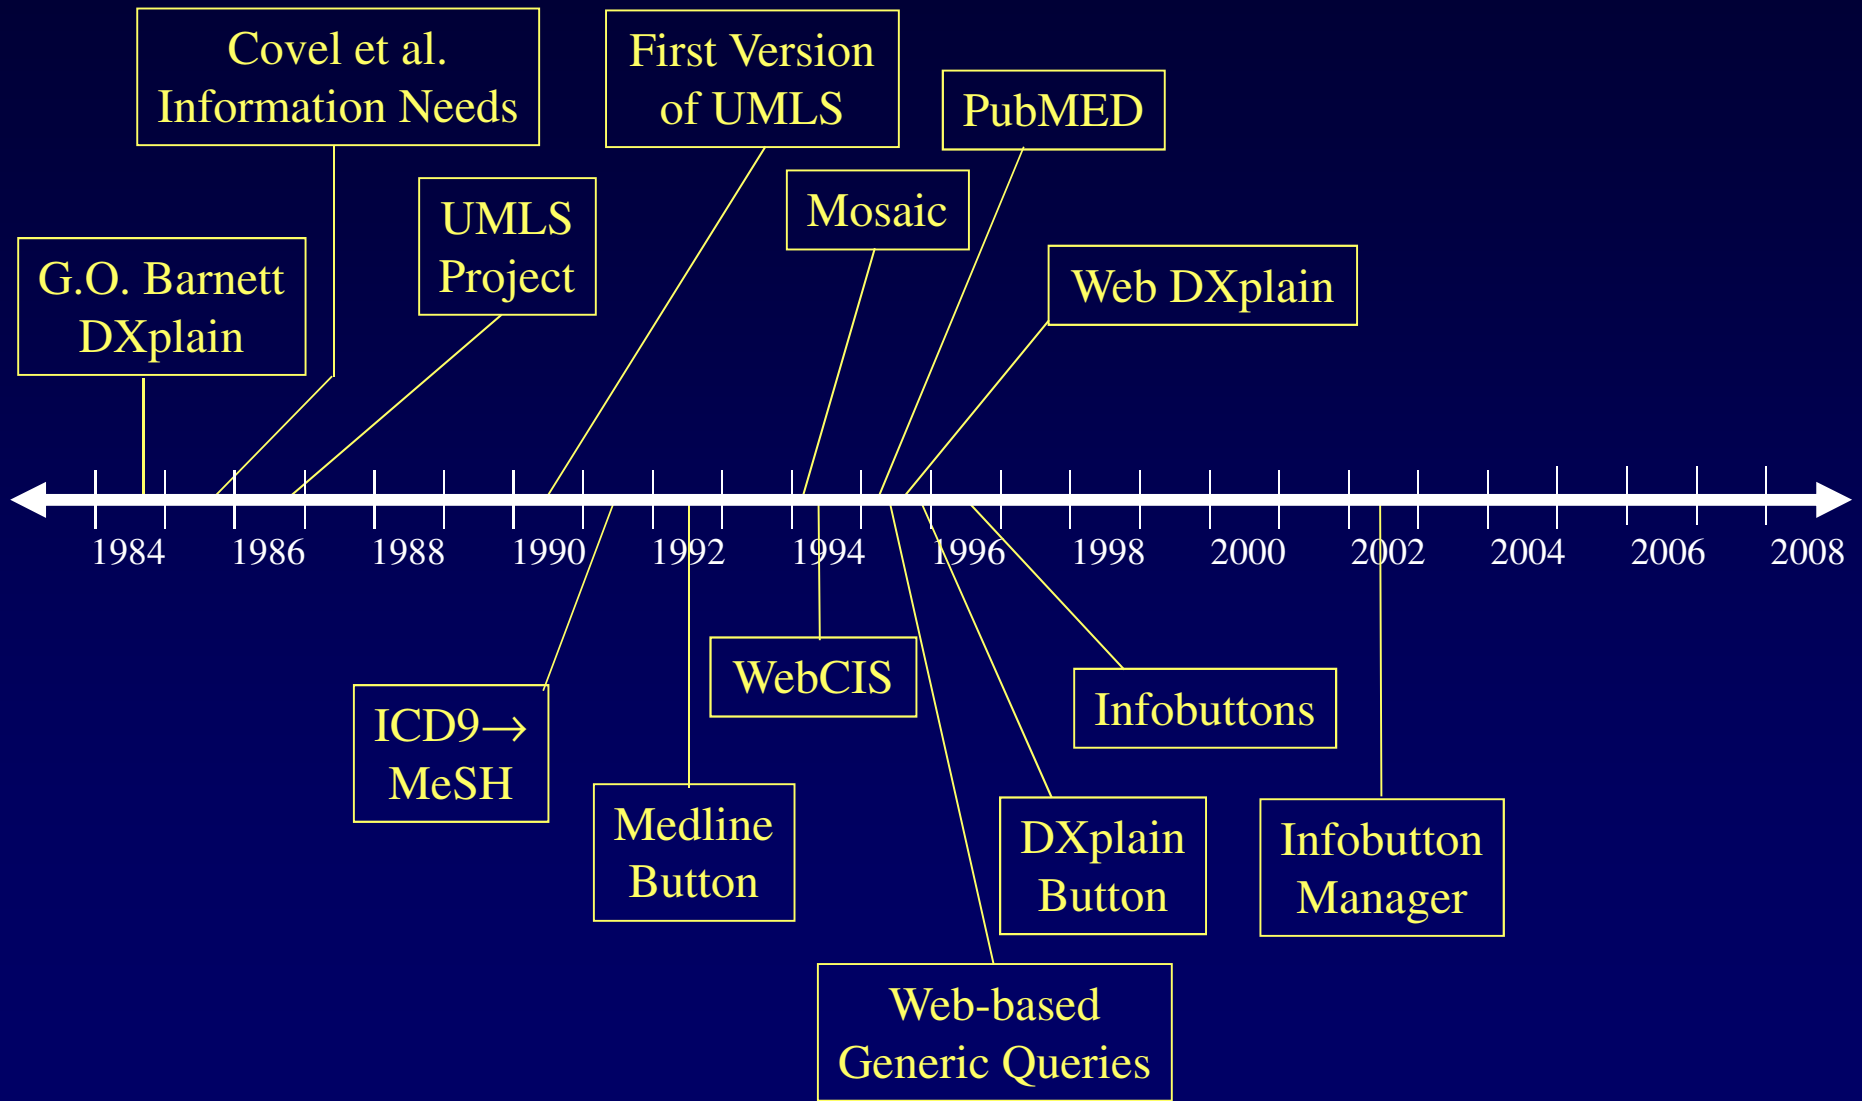 Covel et al.
Information Needs
First Version
of UMLS
PubMED
UMLS
Project
Mosaic
G.O. Barnett
DXplain
Web DXplain
1984 1986 1988 1990 1992 1994 1996 1998 2000 2002 2004 2006 2008
ICD9→
MeSH
WebCIS
Infobuttons
Medline
Button
DXplain
Button
Infobutton
Manager
Web-based
Generic Queries